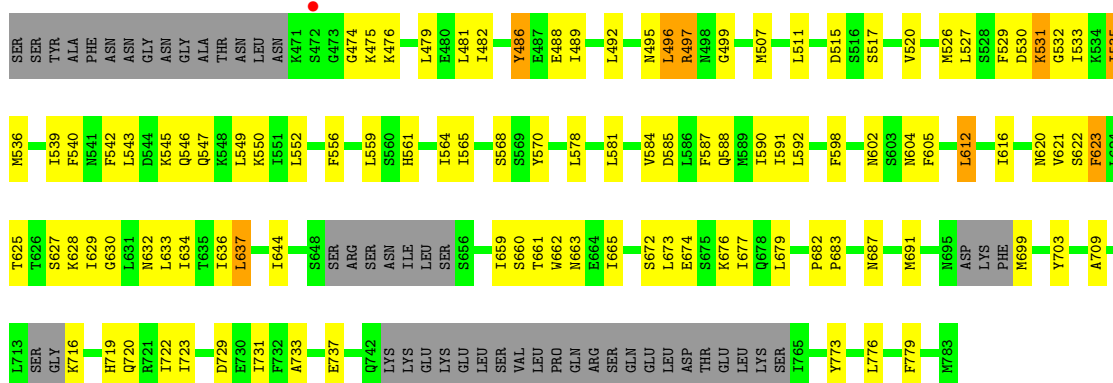 SER SER TYR ALA PHE ASN ASN GLY ASN GLY ALA THR ASN LEU ASN K471 S472 G473 G474 K475 K476 L479 E480 L481 I482 Y486 E487 E488 I489 L492 N495 L496 R497 N498 G499 M507 L511 D515 S516 S517 V520 M526 L527 S528 F529 D530 K531 G532 I533 K534
M536 I539 F540 N541 F542 L543 D544 K545 Q546 Q547 K548 L549 K550 I551 L552 F556 L559 S560 H561 I564 I565 S568 S569 Y570 L578 L581 V584 D585 L586 F587 Q588 M589 I590 I591 L592 F598 N602 S603 N604 F605 L612 I616 N620 V621 S622 F623
T625 T626 S627 K628 I629 G630 L631 N632 L633 I634 T635 I636 L637 I644 S648 SER ARG SER ASN ILE LEU SER S656 I659 S660 T661 W662 N663 E664 I665 S672 L673 E674 S675 K676 I677 Q678 L679 P682 P683 N687 M691 N695 ASP LYS PHE M699 Y703 A709
L713 SER GLY K716 H719 Q720 R721 I722 I723 D729 E730 I731 F732 A733 E737 Q742 LYS LYS GLU LYS GLU LEU SER VAL LEU PRO GLN ARG SER GLN GLU LEU ASP THR GLU LEU LYS SER I765 Y773 L776 F779 M783